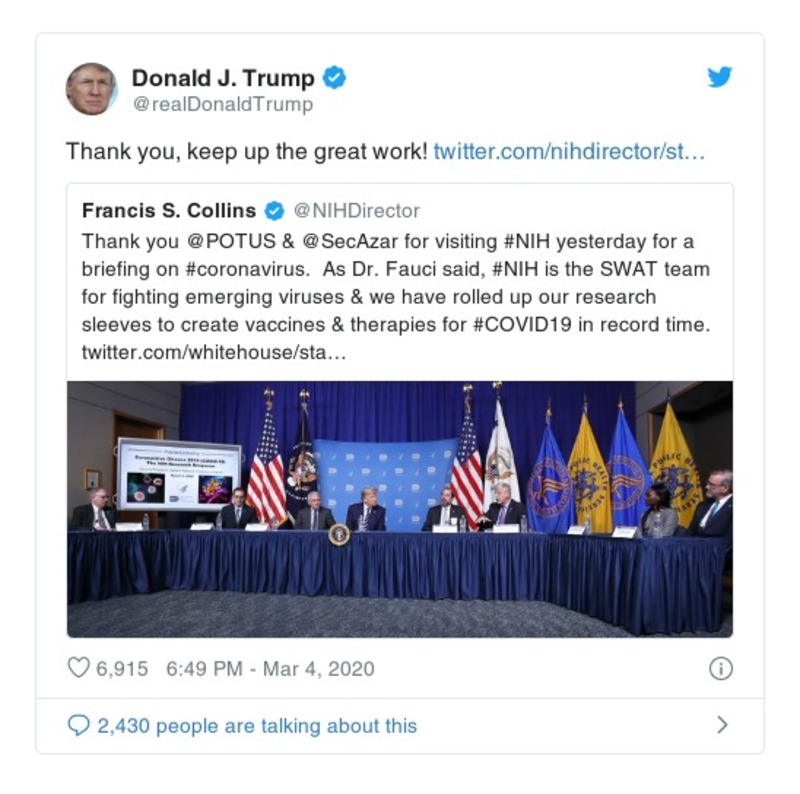 Donald J. Trump
@realDonaldTrump
Thank you, keep up the great work! twitter.com/nihdirector/st…
Francis S. Collins @NIHDirector
Thank you @POTUS & @SecAzar for visiting #NIH yesterday for a
briefing on #coronavirus. As Dr. Fauci said, #NIH is the SWAT team
for fighting emerging viruses & we have rolled up our research
sleeves to create vaccines & therapies for #COVID19 in record time.
twitter.com/whitehouse/sta…
Coronavirus Disease 2019 (COVID-19)
The NIH Research Response
PUBLIC HEALTH
6,915 6:49 PM - Mar 4, 2020
2,430 people are talking about this